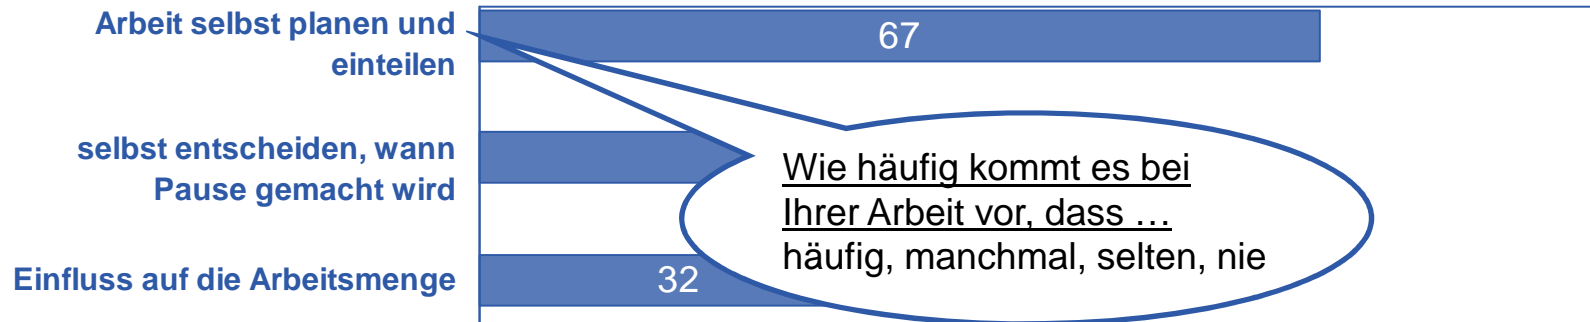 Arbeit selbst planen und
einteilen
67
selbst entscheiden, wann
Pause gemacht wird
Einfluss auf die Arbeitsmenge
32
Wie häufig kommt es bei
Ihrer Arbeit vor, dass …
häufig, manchmal, selten, nie